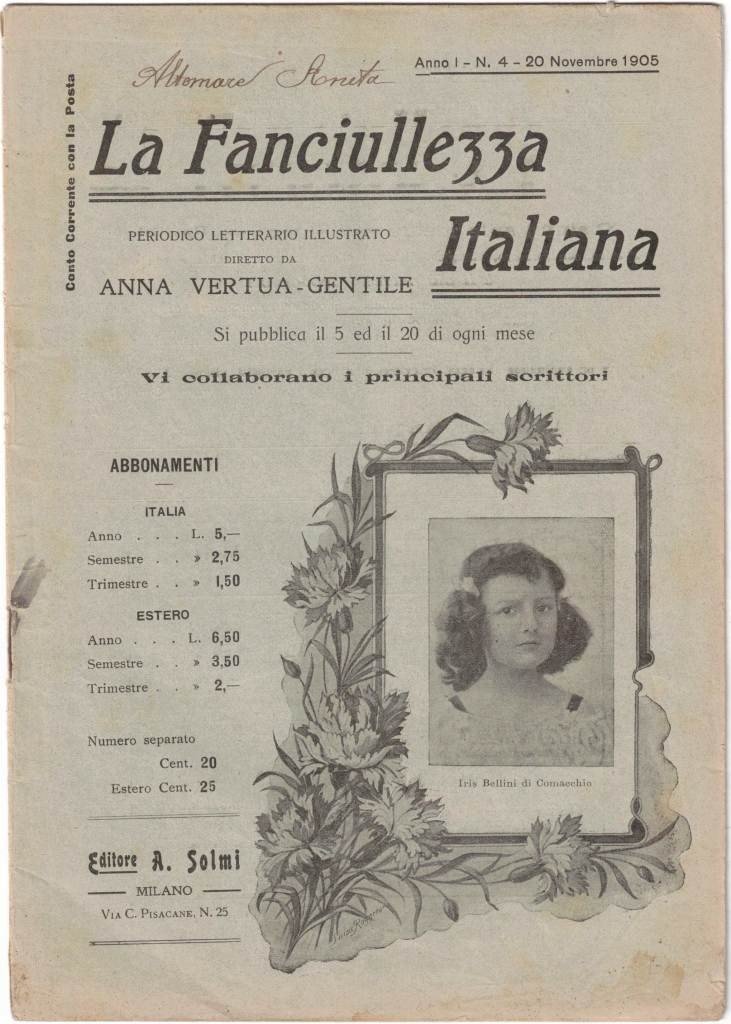 Altomare Aneta
Anno I - N. 4 - 20 Novembre 1905
Conto Corrente con la Posta
La Fanciullezza
Italiana
PERIODICO LETTERARIO ILLUSTRATO
DIRETTO DA
ANNA VERTUA-GENTILE
Si pubblica il 5 ed il 20 di ogni mese
Vi collaborano i principali scrittori
ABBONAMENTI
ITALIA
Anno . . . L. 5,—
Semestre . . » 2,75
Trimestre . . » 1,50
ESTERO
Anno . . . L. 6,50
Semestre . . » 3,50
Trimestre . . » 2,—
Numero separato
Cent. 20
Estero Cent. 25
Iris Bellini di Comacchio
Editore A. Solmi
MILANO
VIA C. PISACANE, N. 25